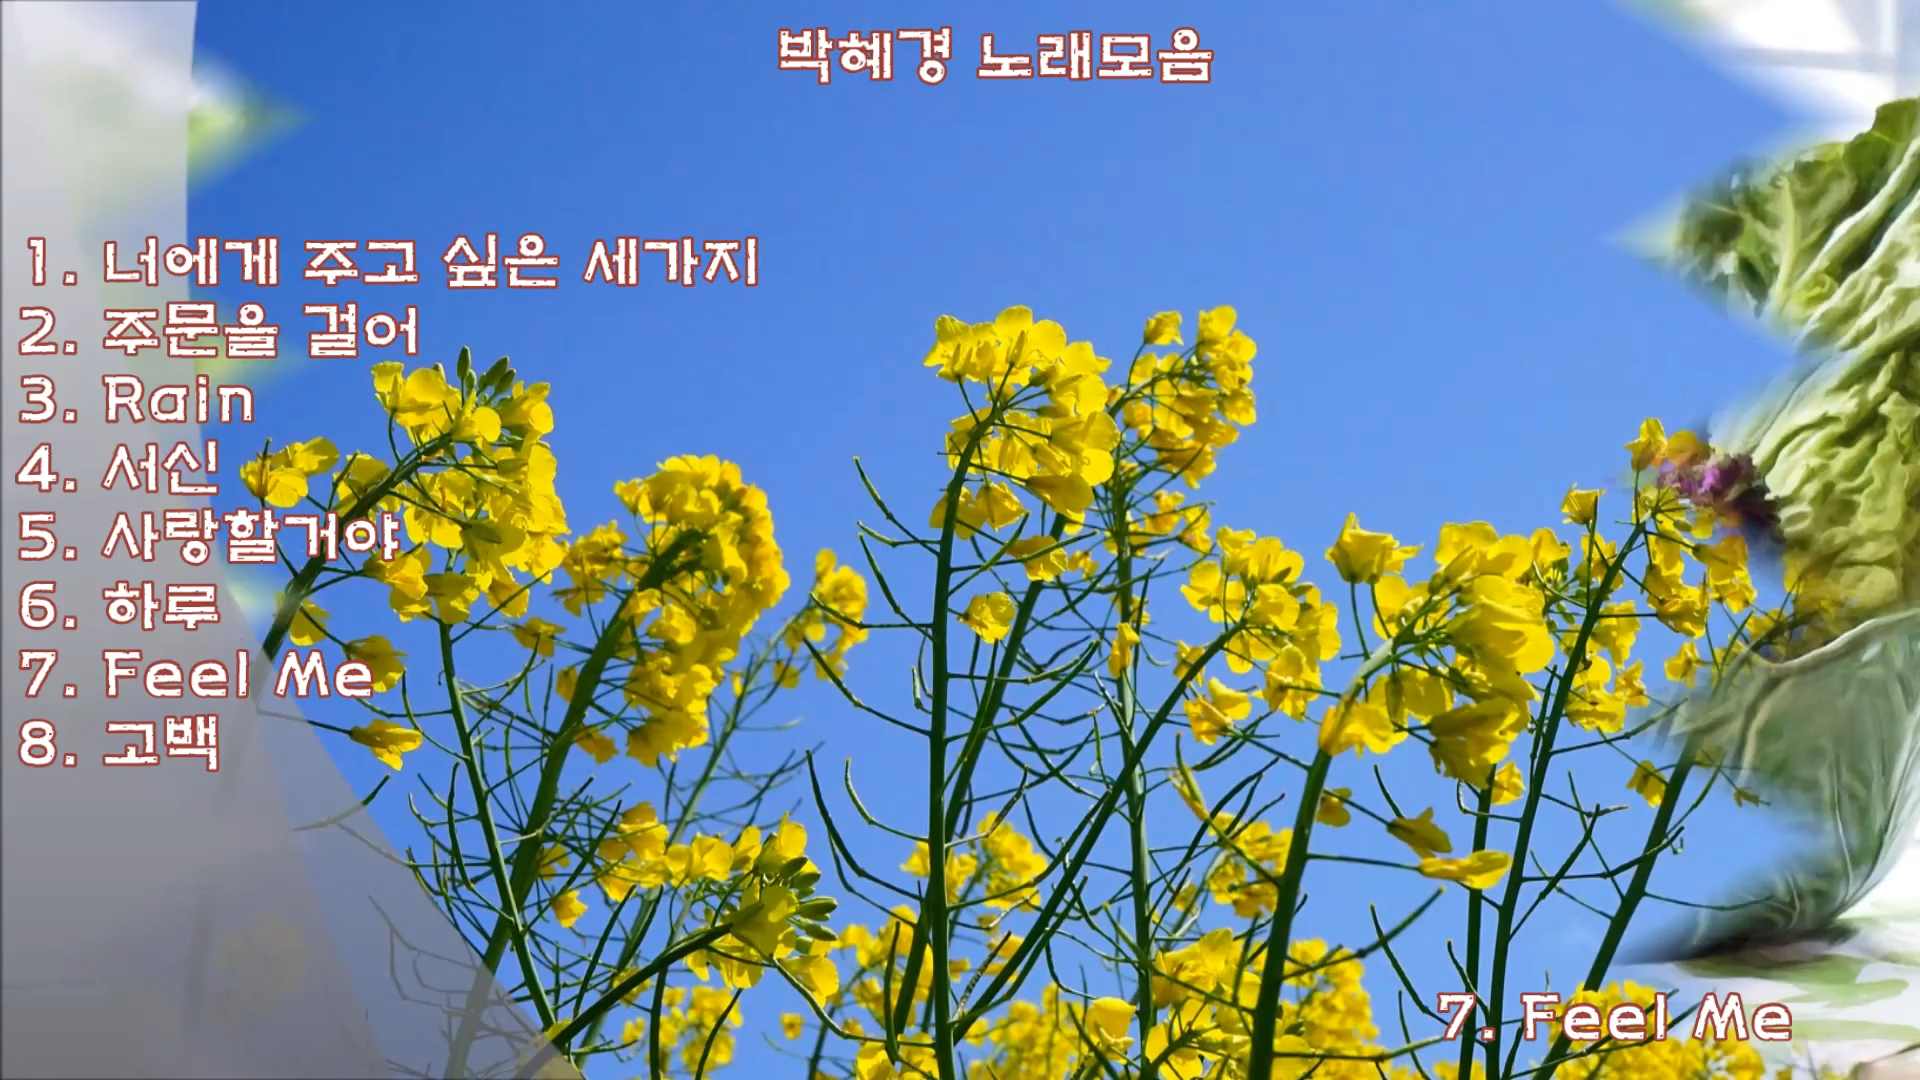 박혜경 노래모음
1. 너에게 주고 싶은 세가지
2. 주문을 걸어
3. Rain
4. 서신
5. 사랑할거야
6. 하루
7. Feel Me
8. 고백
7. Feel Me